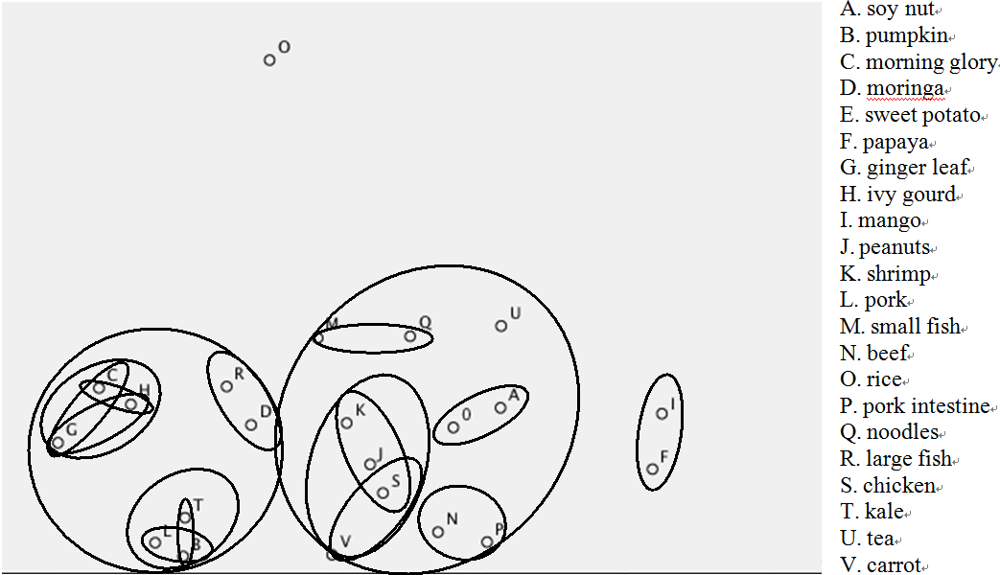 O
M
Q
U
C
H
R
D
G
K
0
A
I
J
S
F
T
L
B
N
P
V
A. soy nut
B. pumpkin
C. morning glory
D. moringa
E. sweet potato
F. papaya
G. ginger leaf
H. ivy gourd
I. mango
J. peanuts
K. shrimp
L. pork
M. small fish
N. beef
O. rice
P. pork intestine
Q. noodles
R. large fish
S. chicken
T. kale
U. tea
V. carrot